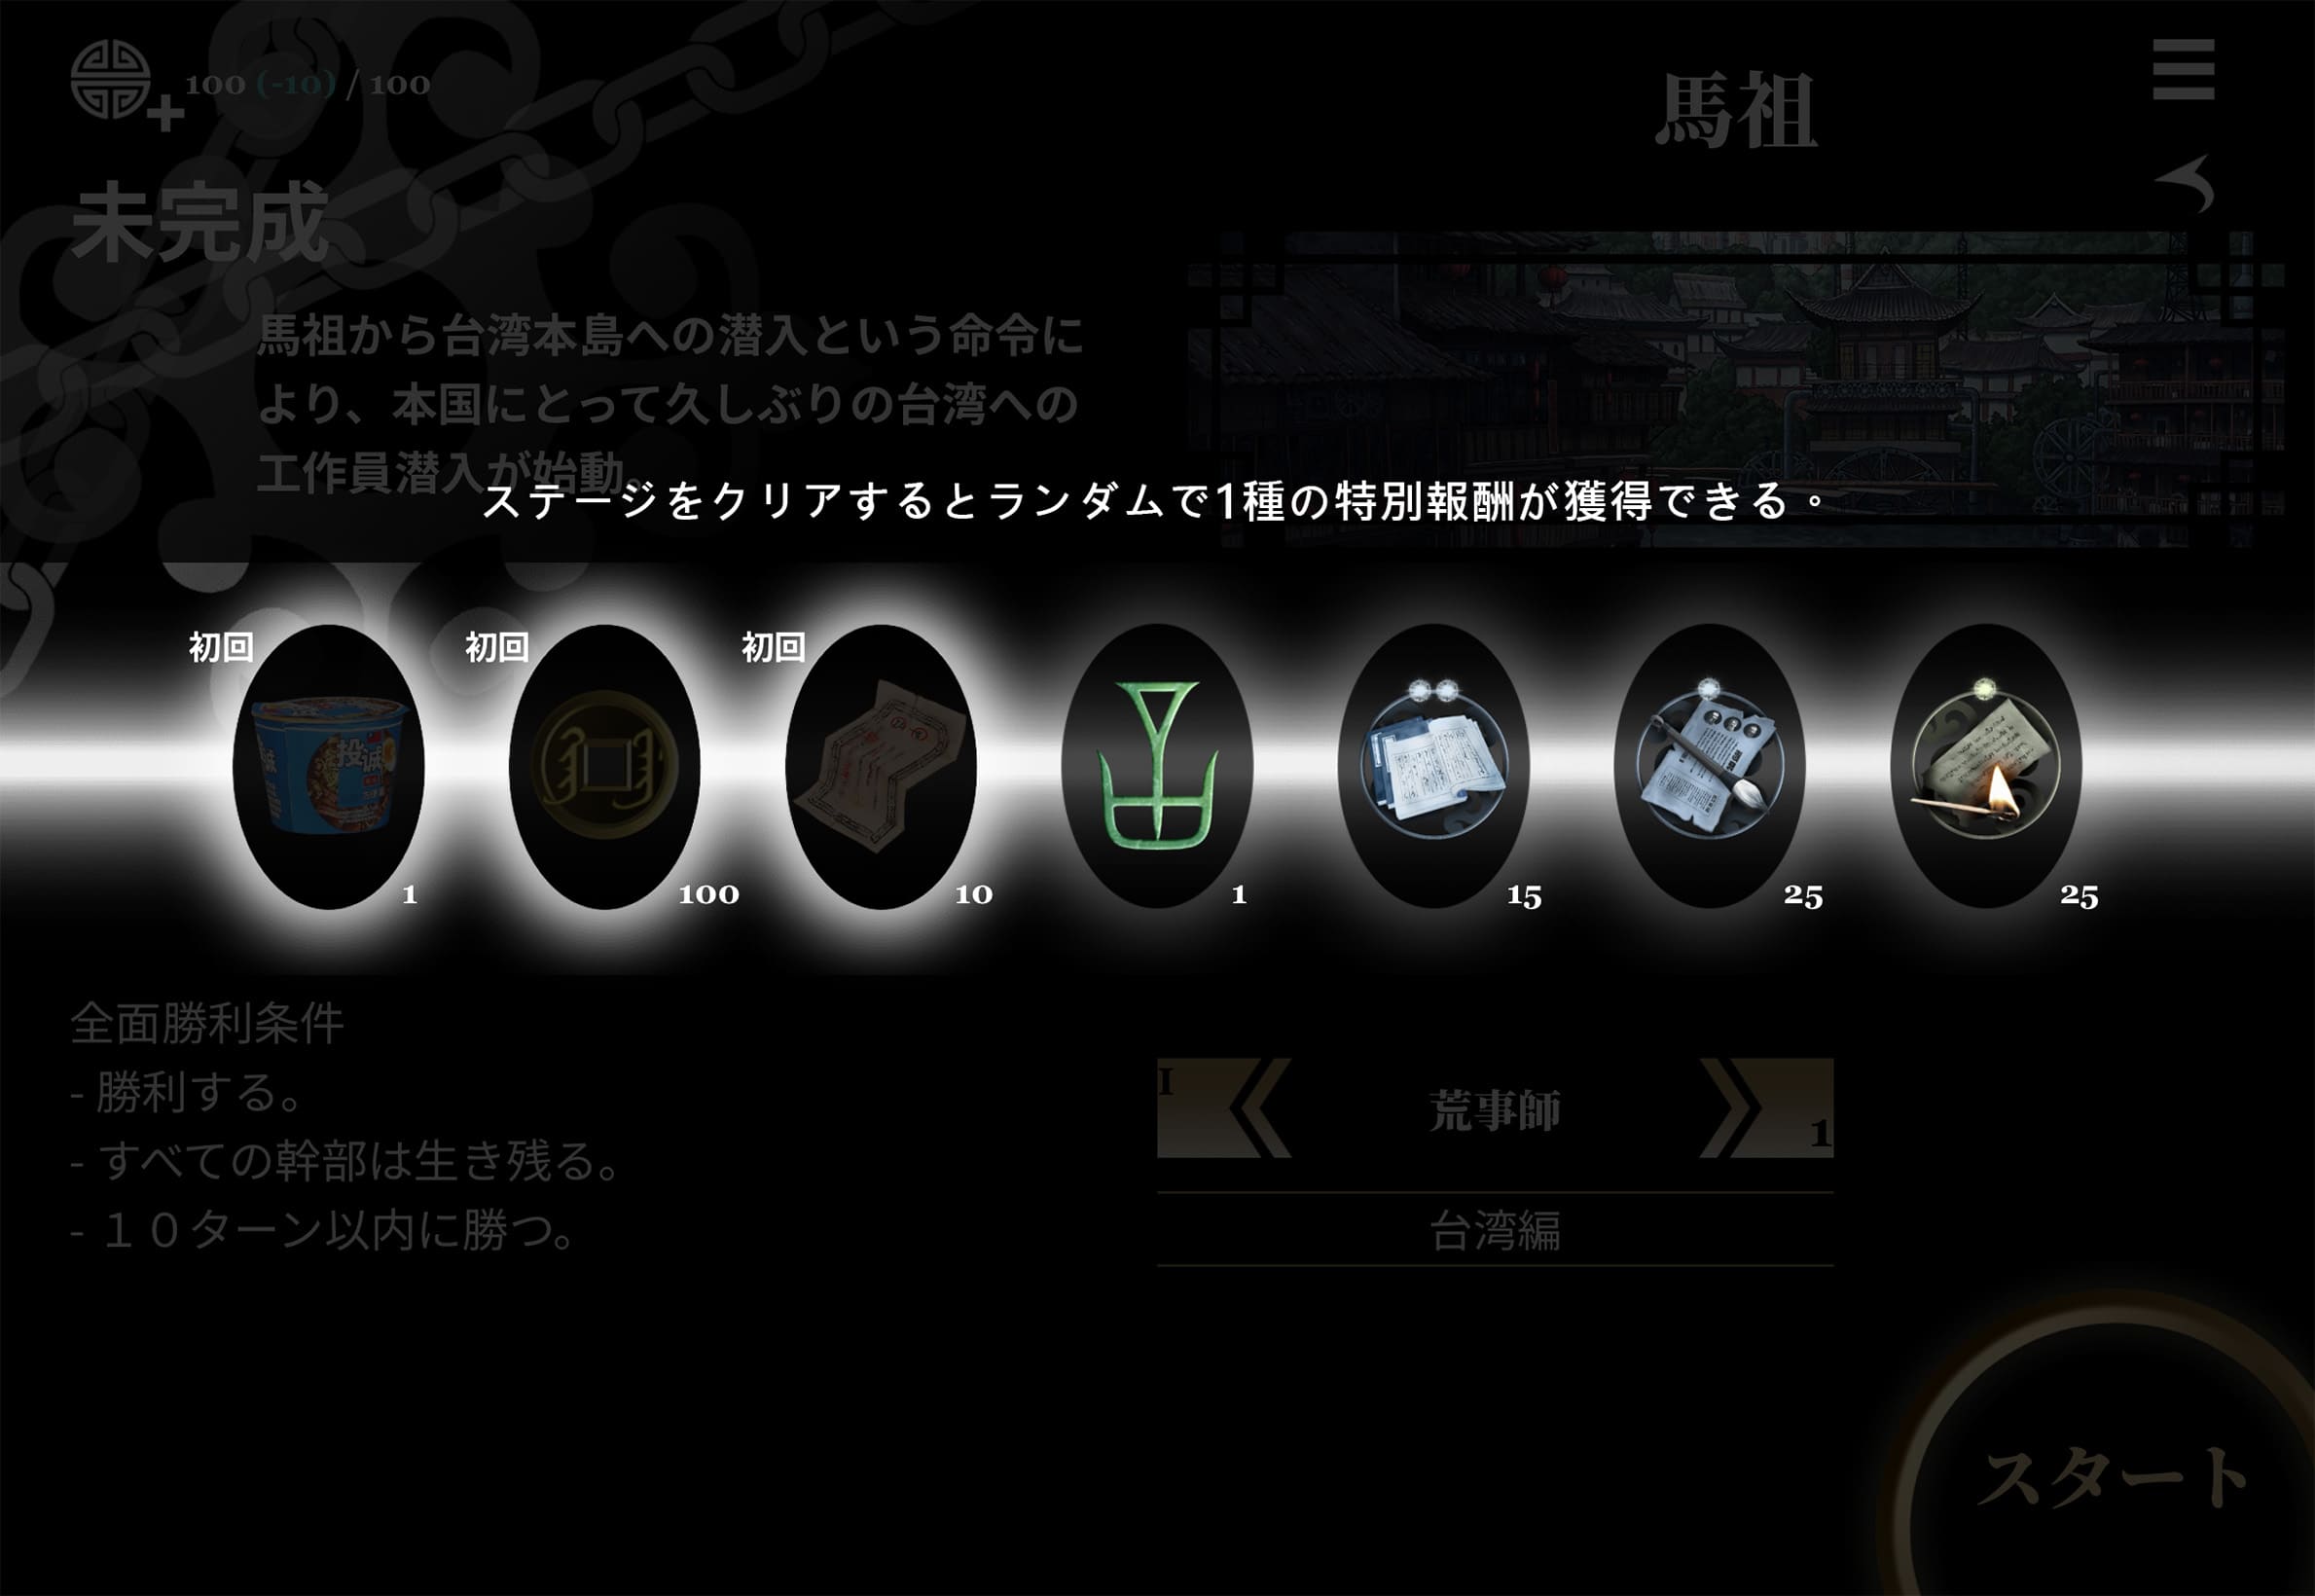 100 (-10) / 100
馬祖
未完成
馬祖から台湾本島への潜入という命令に
より、本国にとって久しぶりの台湾への
工作員潜入が始動。
ステージをクリアするとランダムで1種の特別報酬が獲得できる。
初回
初回
初回
投诚
1
100
10
1
15
25
25
全面勝利条件
- 勝利する。
- すべての幹部は生き残る。
- １０ターン以内に勝つ。
I
荒事師
1
台湾編
スタート